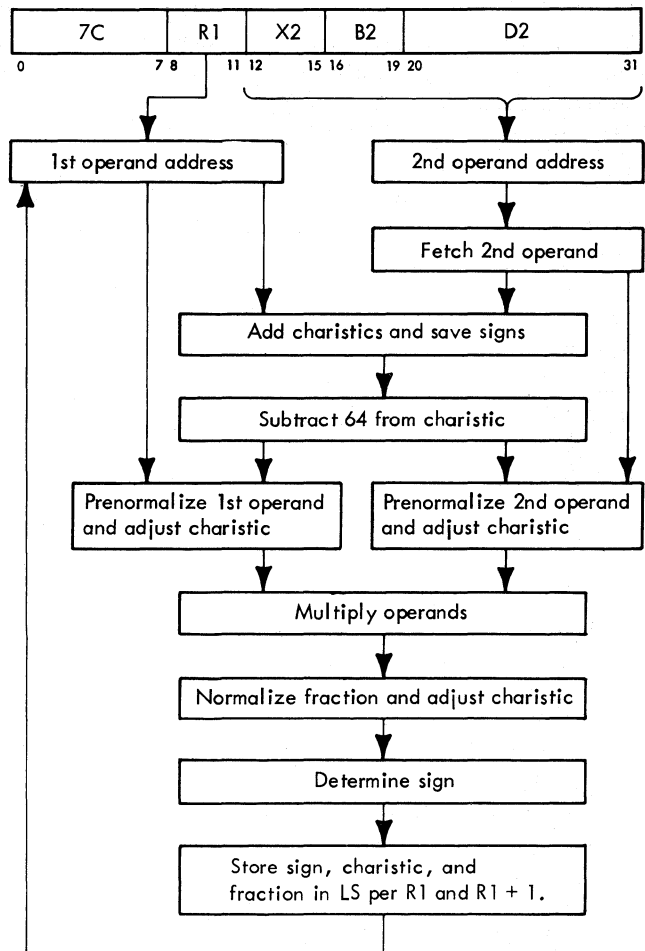 7C R1 X2 B2 D2
0 7 8 11 12 15 16 19 20 31
1st operand address
2nd operand address
Fetch 2nd operand
Add charistics and save signs
Subtract 64 from charistic
Prenormalize 1st operand
and adjust charistic
Prenormalize 2nd operand
and adjust charistic
Multiply operands
Normalize fraction and adjust charistic
Determine sign
Store sign, charistic, and
fraction in LS per R1 and R1 + 1.